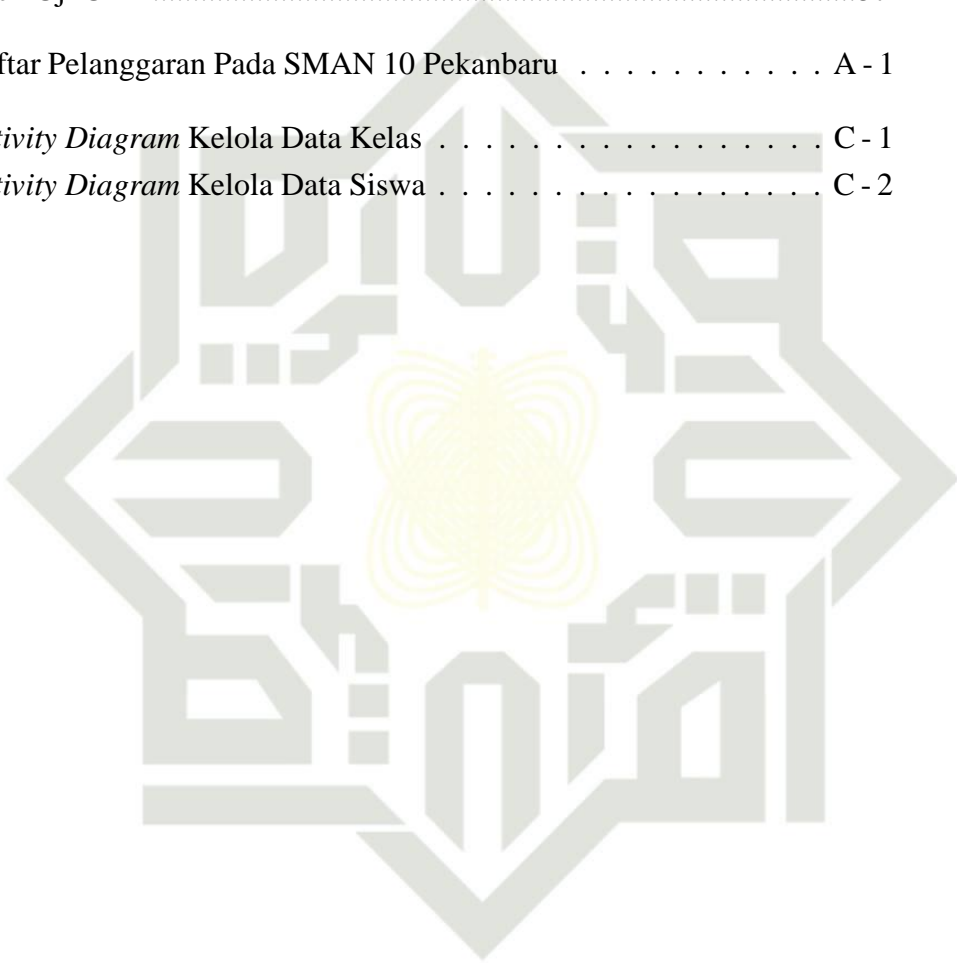 ftar Pelanggaran Pada SMAN 10 Pekanbaru . . . . . . . . . . . . A - 1
tivity Diagram Kelola Data Kelas . . . . . . . . . . . . . . . . . . C - 1
tivity Diagram Kelola Data Siswa . . . . . . . . . . . . . . . . . . C - 2